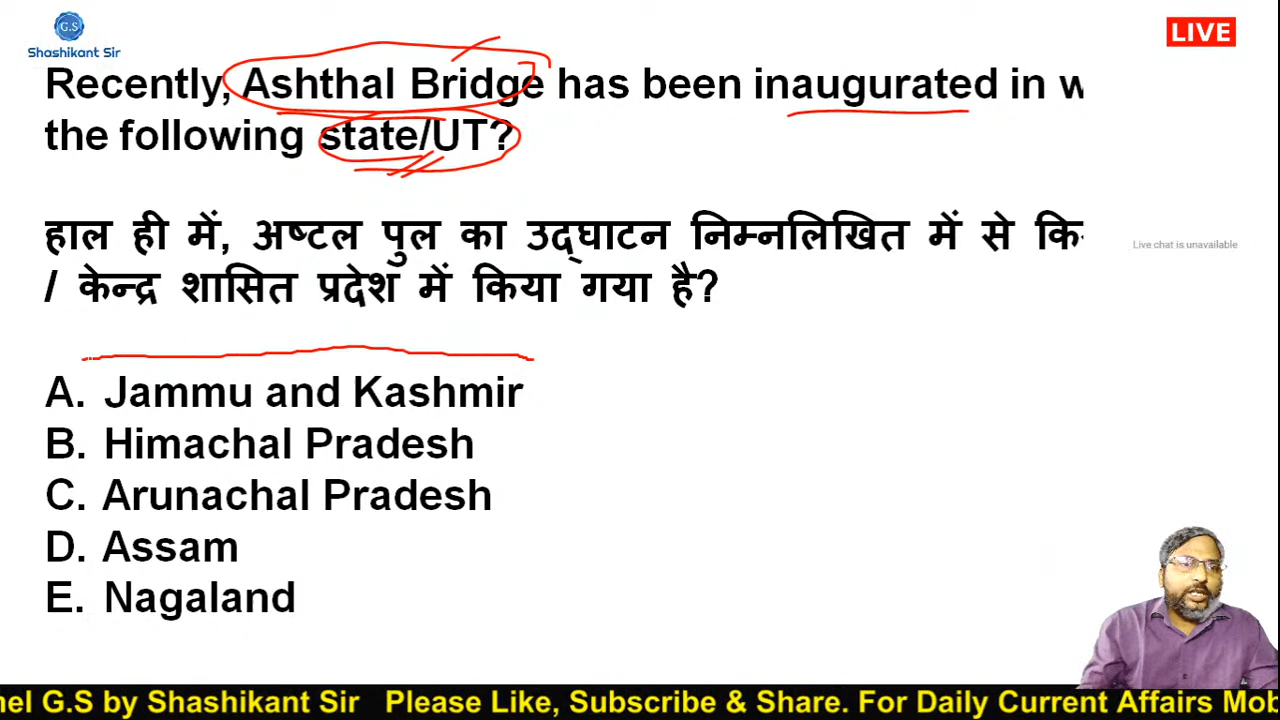 G.S
Shashikant Sir
LIVE
Recently, Ashthal Bridge has been inaugurated in
the following state/UT?
हाल ही में, अष्टल पुल का उद्घाटन निम्नलिखित में से
/ केन्द्र शासित प्रदेश में किया गया है?
Live chat is unavailable
A. Jammu and Kashmir
B. Himachal Pradesh
C. Arunachal Pradesh
D. Assam
E. Nagaland
nel G.S by Shashikant Sir Please Like, Subscribe & Share. For Daily Current Affairs Mob